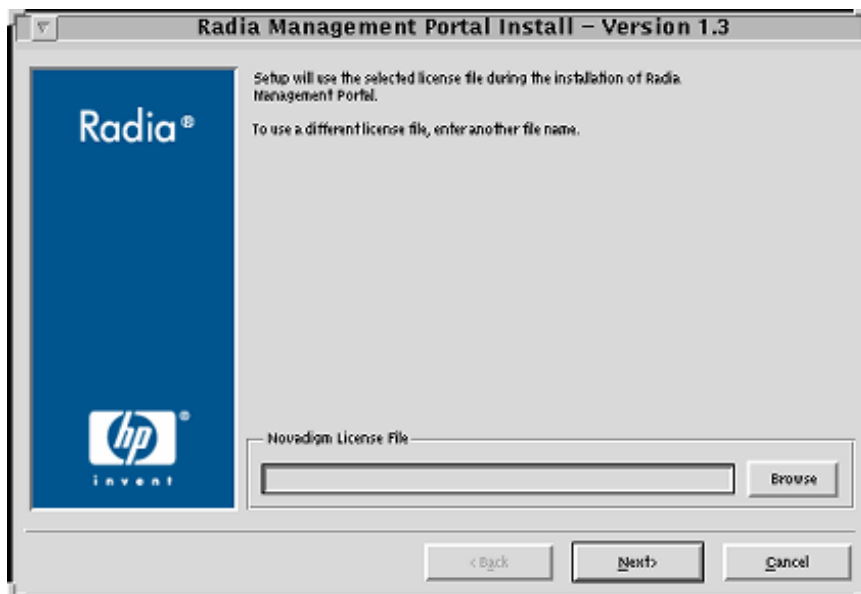 Radia Management Portal Install – Version 1.3
Radia®
Setup will use the selected license file during the installation of Radia
Management Portal.
To use a different license file, enter another file name.
hp®
invent
Novadigm License File
Browse
<Back
Next>
Cancel